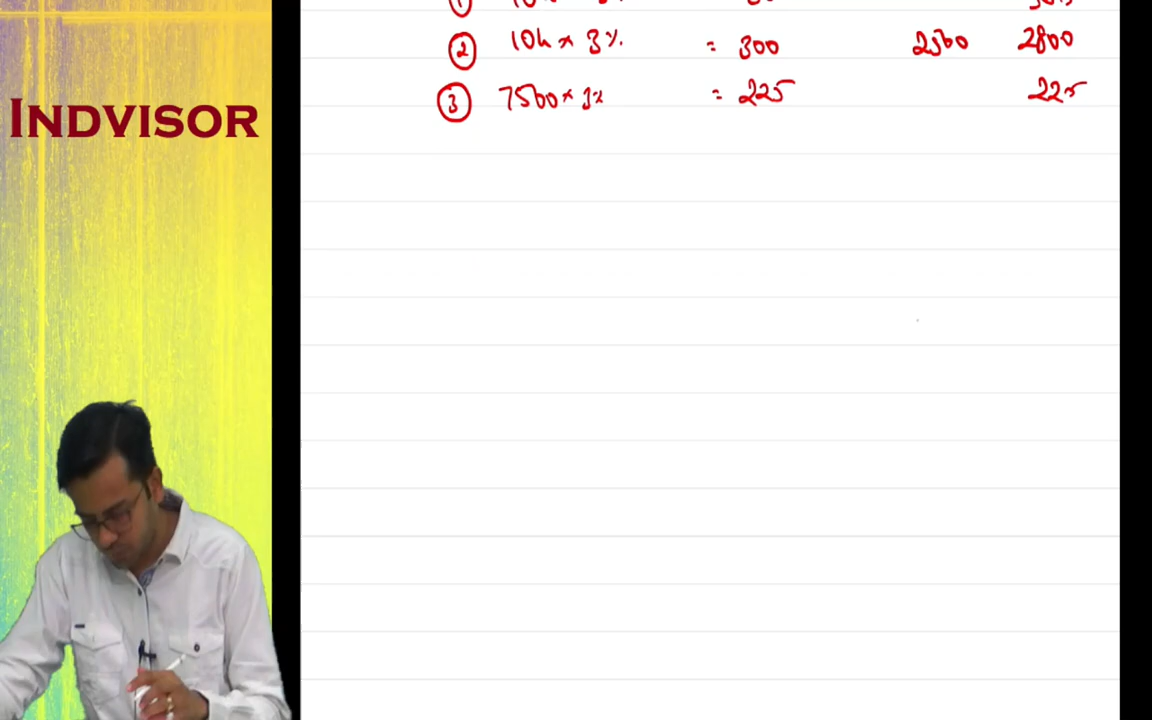 INDVISOR
② 10k × 3%. = 300 2500 2800
③ 7500 × 3% = 225 225